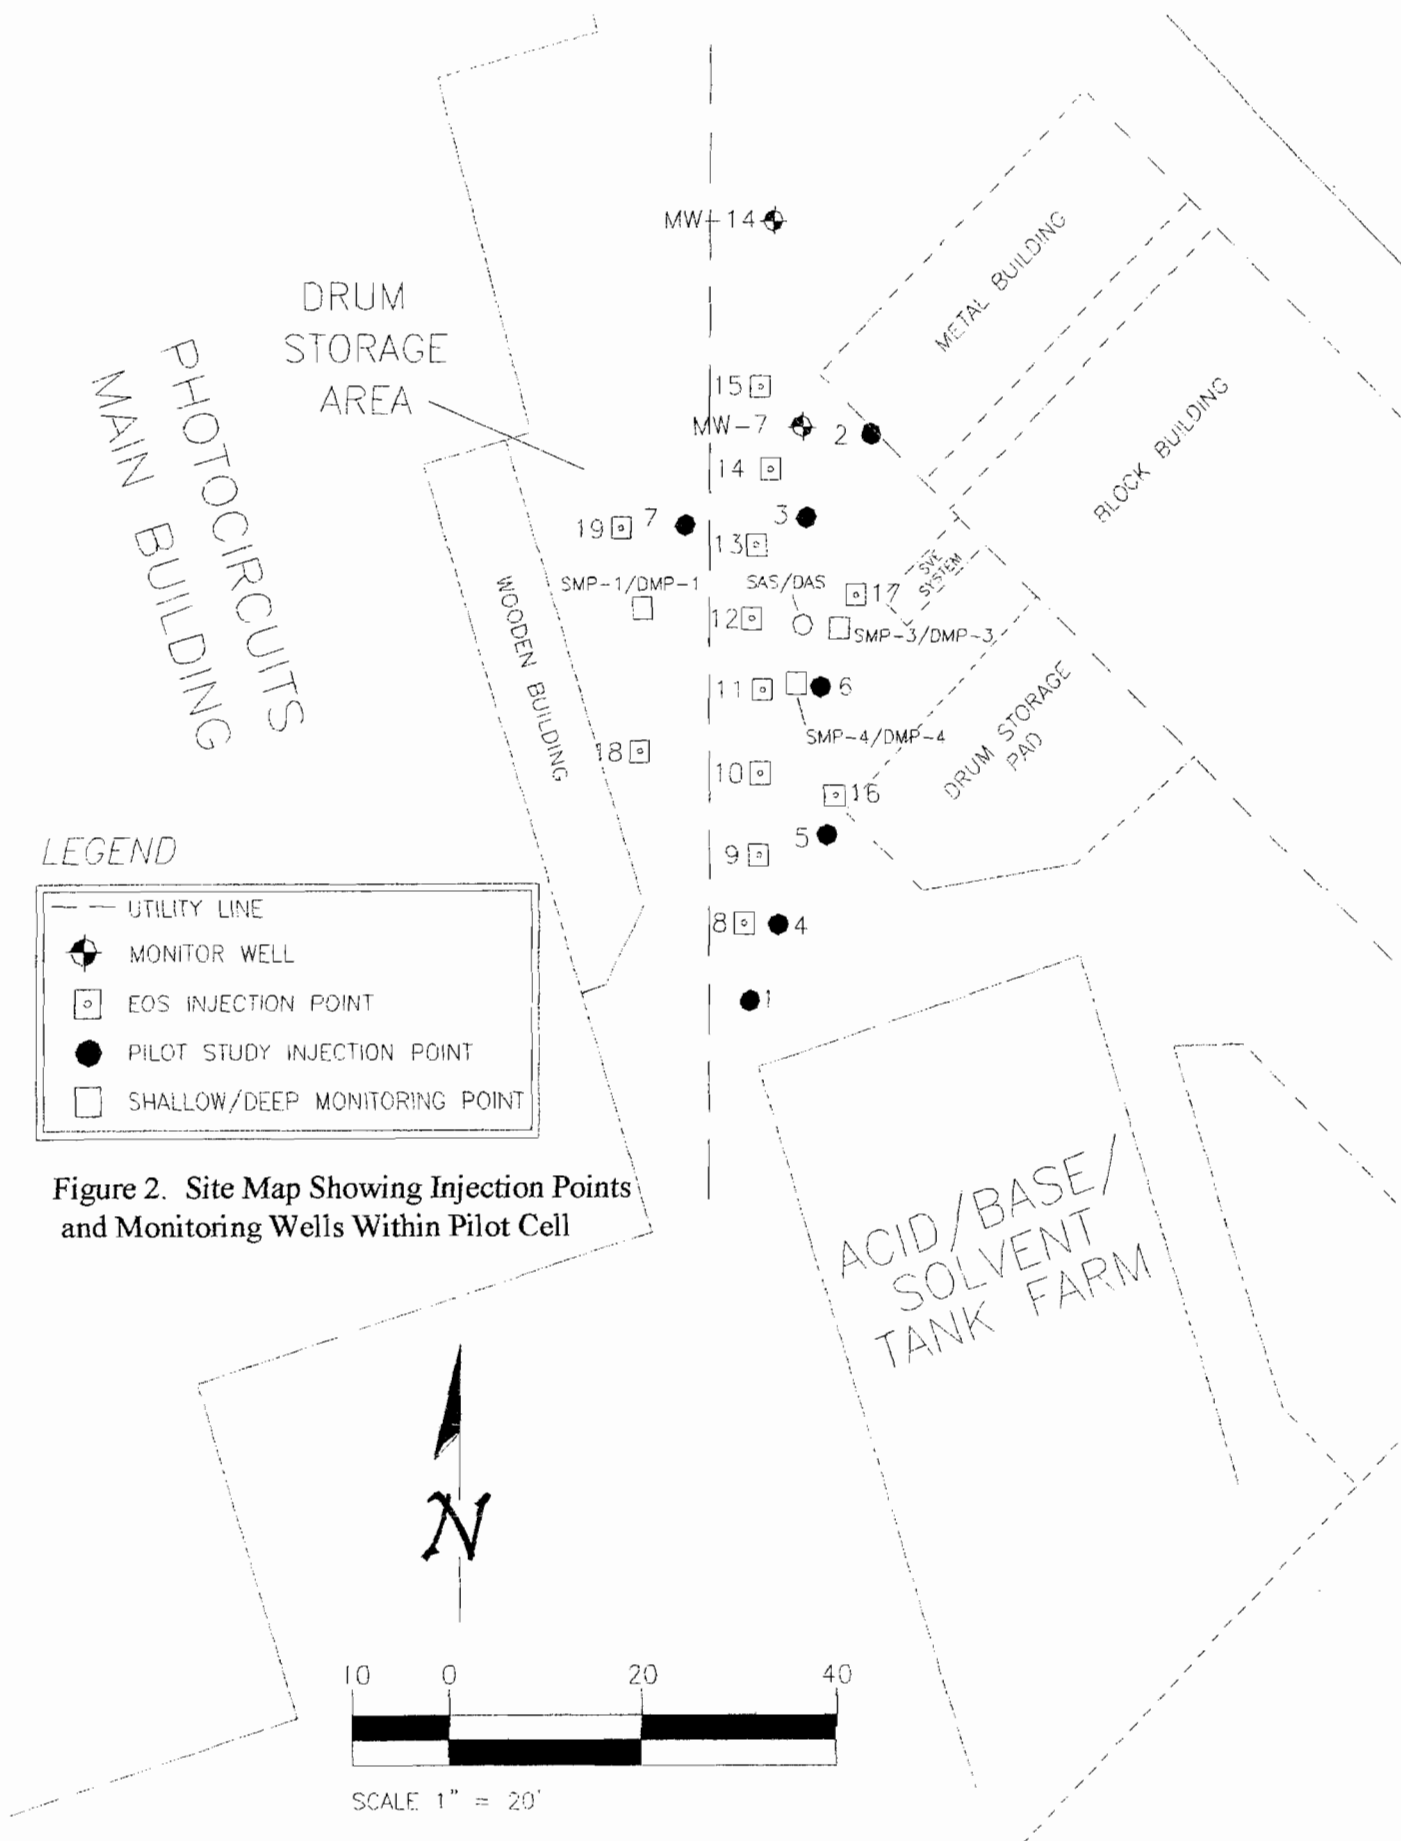 MW-14
METAL BUILDING
DRUM
STORAGE
AREA
PHOTOCIRCUITS
MAIN BUILDING
15
MW-7
2
BLOCK BUILDING
14
19
7
3
13
SVE
SYSTEM
SMP-1/DMP-1
SAS/DAS
17
WOODEN BUILDING
12
SMP-3/DMP-3
11
6
SMP-4/DMP-4
DRUM STORAGE
PAD
18
10
16
5
9
8
4
1
LEGEND
UTILITY LINE
MONITOR WELL
EOS INJECTION POINT
PILOT STUDY INJECTION POINT
SHALLOW/DEEP MONITORING POINT
Figure 2. Site Map Showing Injection Points
and Monitoring Wells Within Pilot Cell
ACID/BASE/
SOLVENT
TANK FARM
N
10 0 20 40
SCALE 1" = 20'